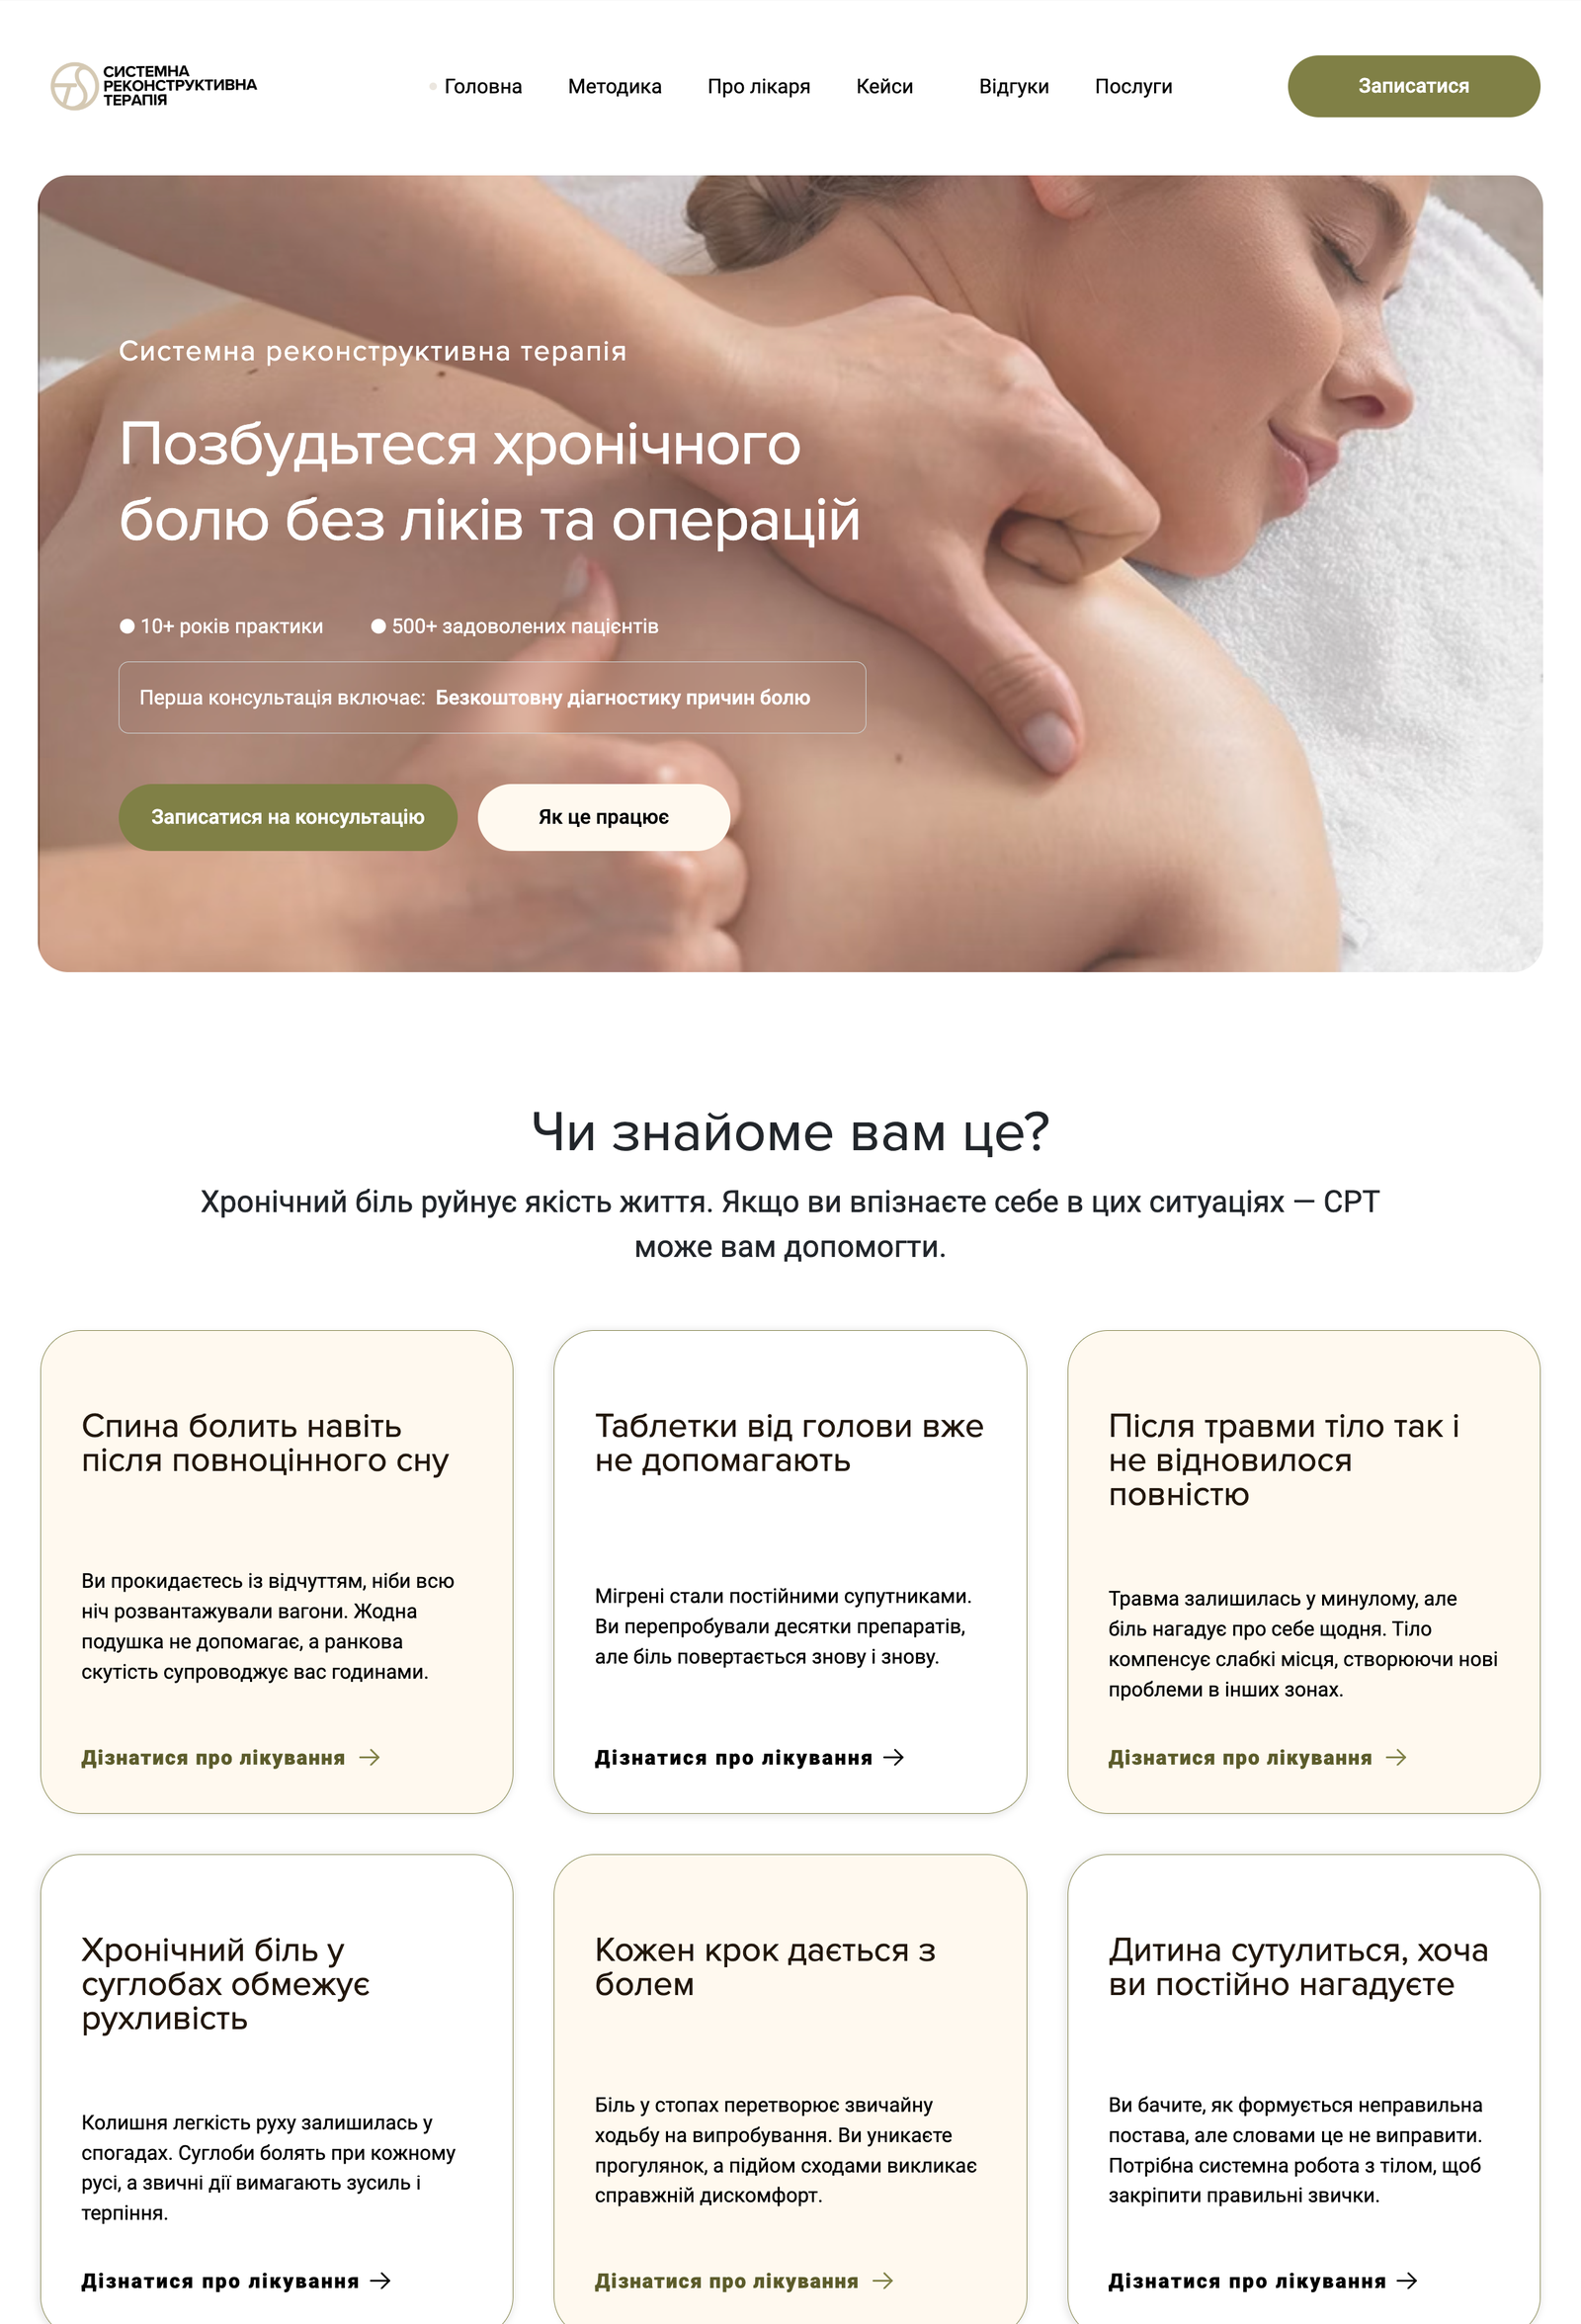 СИСТЕМНА
РЕКОНСТРУКТИВНА
ТЕРАПІЯ
Головна Методика Про лікаря Кейси Відгуки Послуги
Записатися
Системна реконструктивна терапія
Позбудьтеся хронічного
болю без ліків та операцій
10+ років практики 500+ задоволених пацієнтів
Перша консультація включає: Безкоштовну діагностику причин болю
Записатися на консультацію Як це працює
Чи знайоме вам це?
Хронічний біль руйнує якість життя. Якщо ви впізнаєте себе в цих ситуаціях — СРТ
може вам допомогти.
Спина болить навіть
після повноцінного сну
Ви прокидаєтесь із відчуттям, ніби всю
ніч розвантажували вагони. Жодна
подушка не допомагає, а ранкова
скутість супроводжує вас годинами.
Дізнатися про лікування →
Таблетки від голови вже
не допомагають
Мігрені стали постійними супутниками.
Ви перепробували десятки препаратів,
але біль повертається знову і знову.
Дізнатися про лікування →
Після травми тіло так і
не відновилося
повністю
Травма залишилась у минулому, але
біль нагадує про себе щодня. Тіло
компенсує слабкі місця, створюючи нові
проблеми в інших зонах.
Дізнатися про лікування →
Хронічний біль у
суглобах обмежує
рухливість
Колишня легкість руху залишилась у
спогадах. Суглоби болять при кожному
русі, а звичні дії вимагають зусиль і
терпіння.
Дізнатися про лікування →
Кожен крок дається з
болем
Біль у стопах перетворює звичайну
ходьбу на випробування. Ви уникаєте
прогулянок, а підйом сходами викликає
справжній дискомфорт.
Дізнатися про лікування →
Дитина сутулиться, хоча
ви постійно нагадуєте
Ви бачите, як формується неправильна
постава, але словами це не виправити.
Потрібна системна робота з тілом, щоб
закріпити правильні звички.
Дізнатися про лікування →